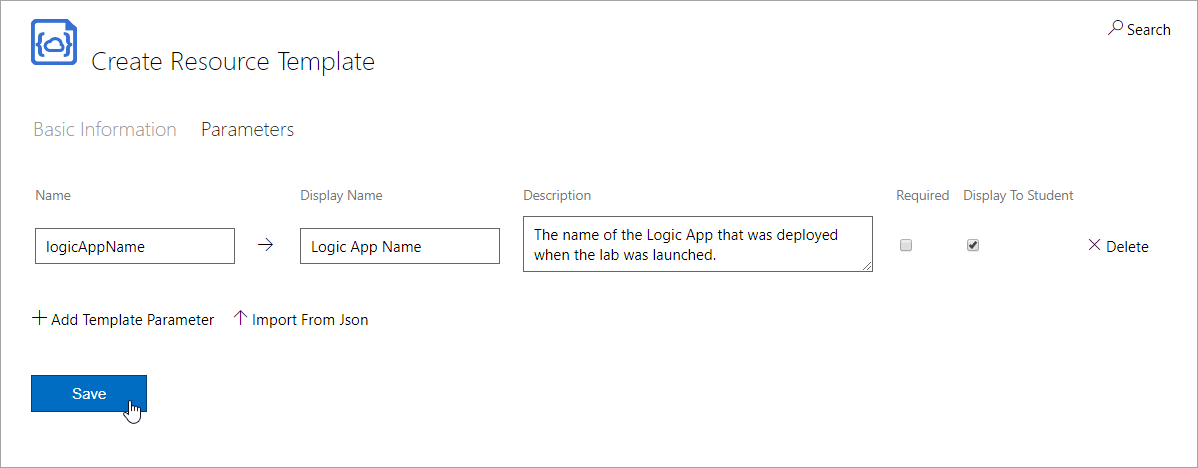 Search
Create Resource Template
Basic Information Parameters
Name Display Name Description Required Display To Student
logicAppName → Logic App Name The name of the Logic App that was deployed
when the lab was launched. Delete
Add Template Parameter Import From Json
Save